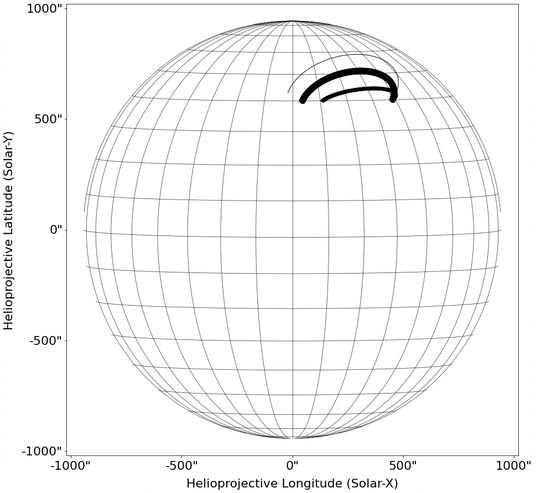 1000"
500"
0"
-500"
-1000"
Helioprojective Latitude (Solar-Y)
-1000" -500" 0" 500" 1000"
Helioprojective Longitude (Solar-X)